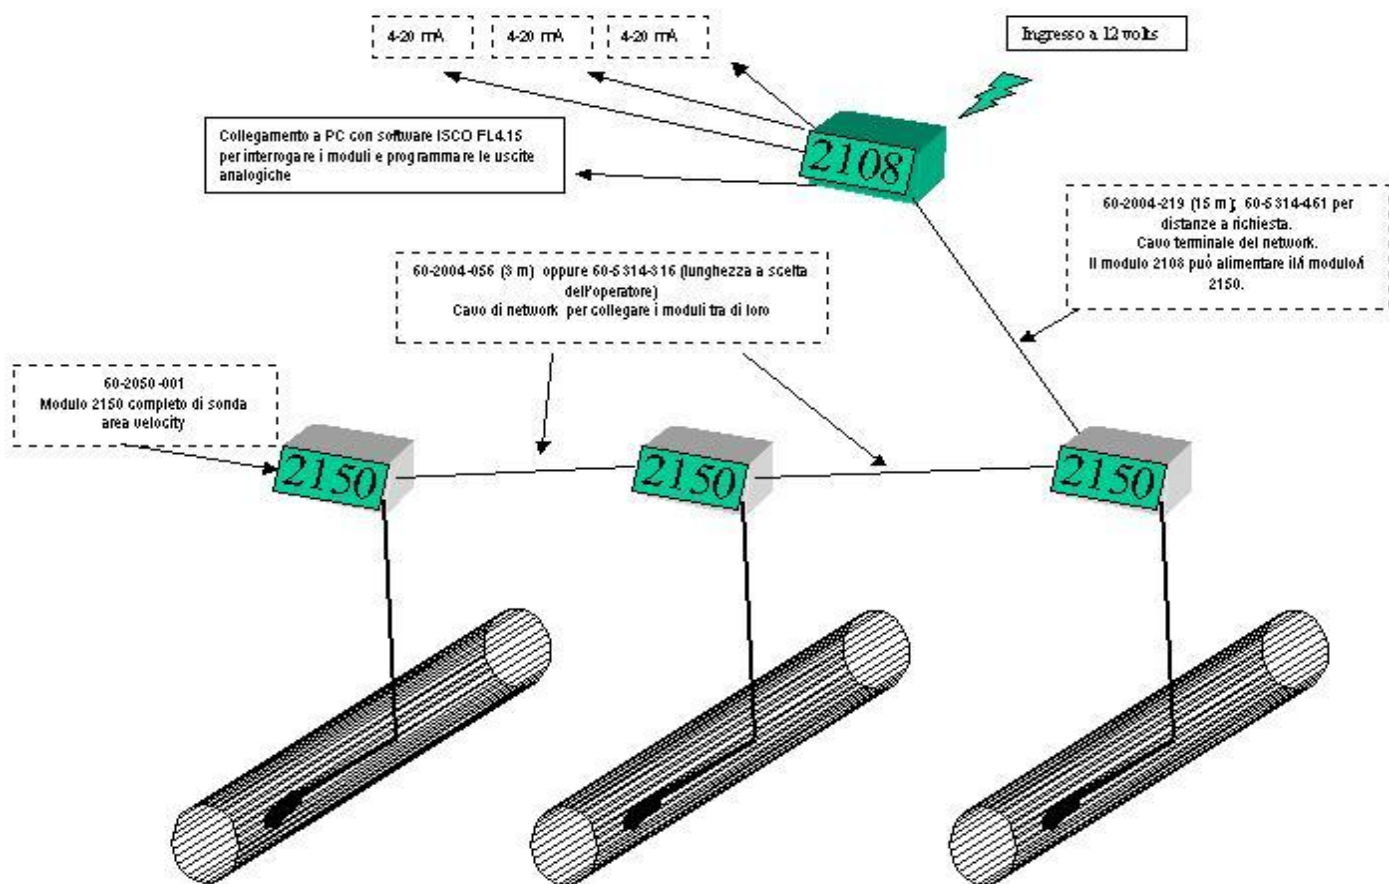 4-20 mA
4-20 mA
4-20 mA
Ingresso a 12 volts
Collegamento a PC con software ISCO FL4.15
per interrogare i moduli e programmare le uscite
analogiche
2108
60-2004-219 (15 m); 60-5314-461 per
distanze a richiesta.
Cavo terminale del network.
Il modulo 2108 può alimentare il/i modulo/i
2150.
60-2004-056 (3 m) oppure 60-5314-316 (lunghezza a scelta
dell'operatore)
Cavo di network per collegare i moduli tra di loro
60-2050-001
Modulo 2150 completo di sonda
area velocity
2150
2150
2150